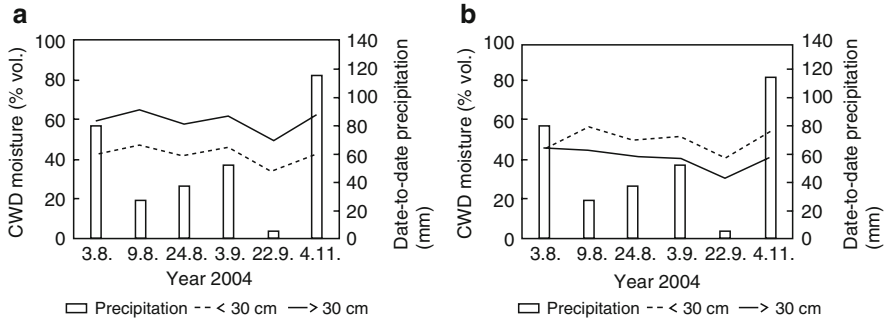 a
CWD moisture (% vol.)
100
80
60
40
20
0
140
120
100
80
60
40
20
0
Date-to-date precipitation
(mm)
3.8. 9.8. 24.8. 3.9. 22.9. 4.11.
Year 2004
Precipitation < 30 cm > 30 cm
b
CWD moisture (% vol.)
100
80
60
40
20
0
140
120
100
80
60
40
20
0
Date-to-date precipitation
(mm)
3.8. 9.8. 24.8. 3.9. 22.9. 4.11.
Year 2004
Precipitation < 30 cm > 30 cm